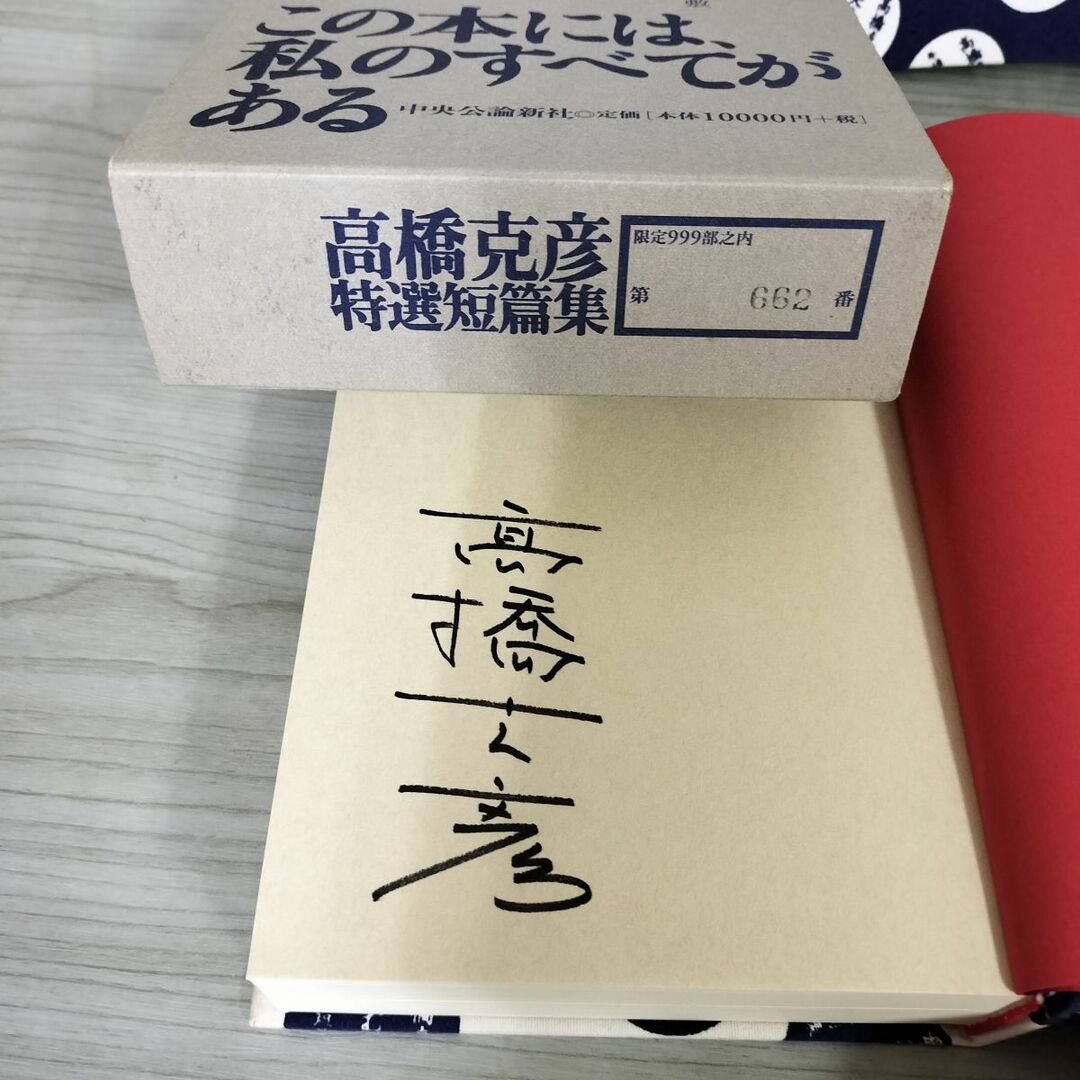 この本には、
私のすべてが
ある
中央公論新社◎定価[本体10000円+税]
高橋克彦
特選短篇集
限定999部之内
第 662 番
高橋克彦